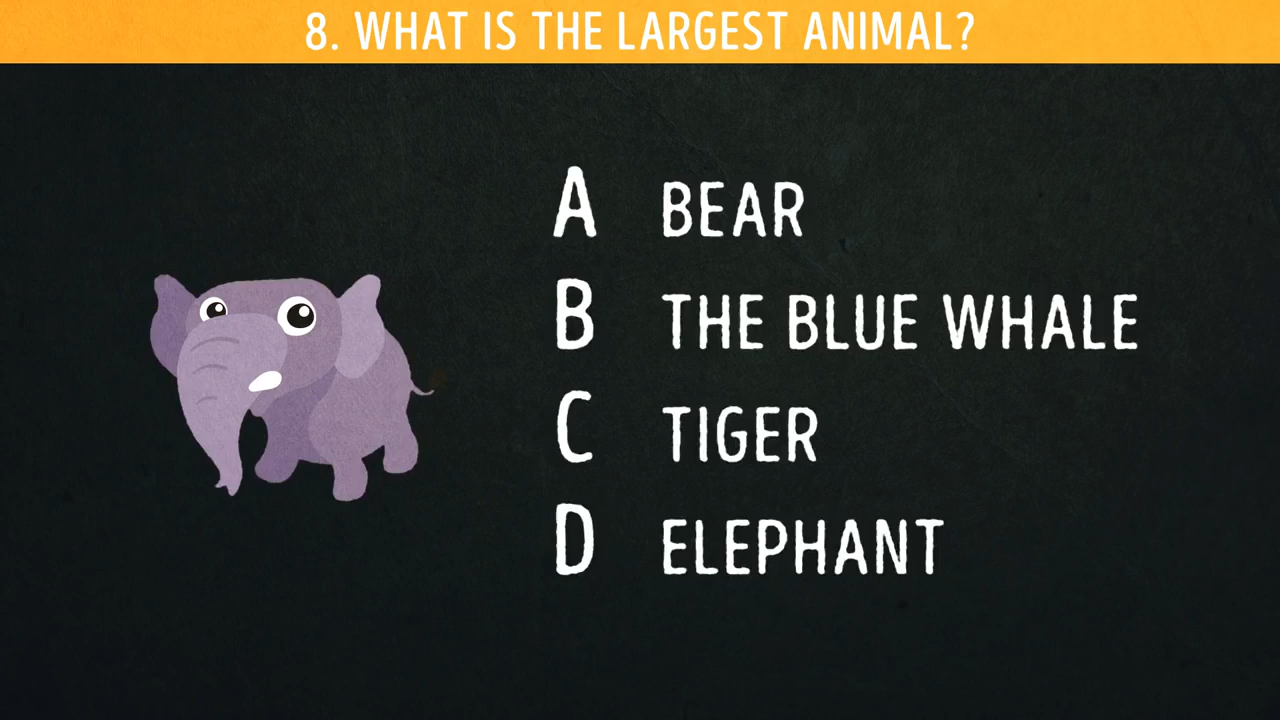 8. WHAT IS THE LARGEST ANIMAL?
A BEAR
B THE BLUE WHALE
C TIGER
D ELEPHANT